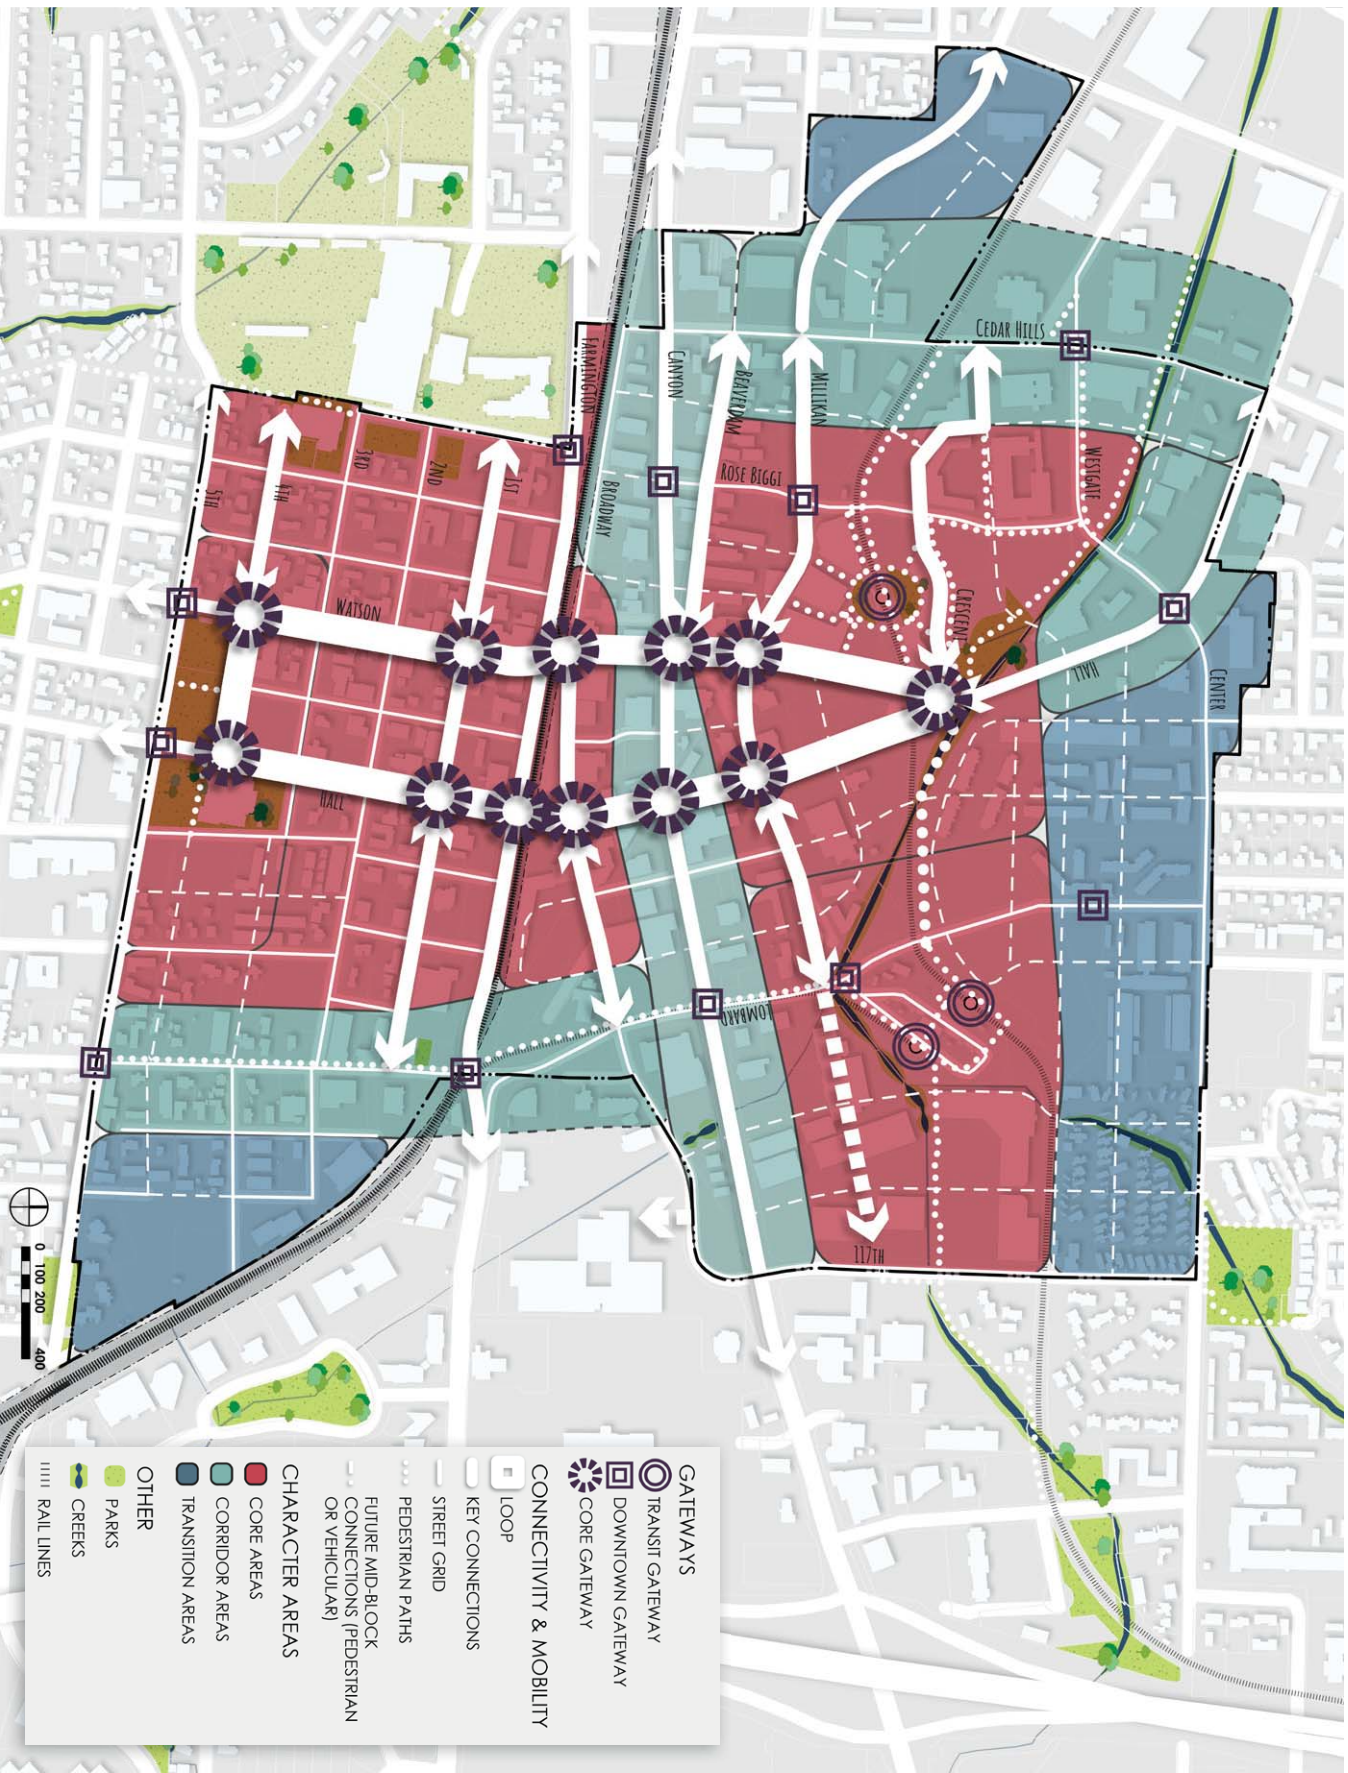 CEDAR HILLS
WESTGATE
CENTER
HALL
CRESCENT
MILLIKAN
BEAVERDAM
ROSE BIGGI
CANYON
BROADWAY
FARMINGTON
1ST
2ND
3RD
4TH
5TH
WATSON
HALL
LOMBARD
117TH
0 100 200 400
GATEWAYS
TRANSIT GATEWAY
DOWNTOWN GATEWAY
CORE GATEWAY
CONNECTIVITY & MOBILITY
LOOP
KEY CONNECTIONS
STREET GRID
PEDESTRIAN PATHS
FUTURE MID-BLOCK
CONNECTIONS (PEDESTRIAN
OR VEHICULAR)
CHARACTER AREAS
CORE AREAS
CORRIDOR AREAS
TRANSITION AREAS
OTHER
PARKS
CREEKS
RAIL LINES